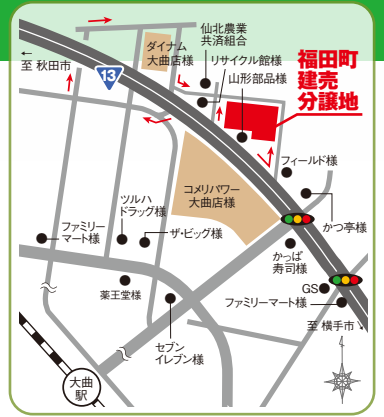 仙北農業
共済組合
ダイナム
大曲店様
リサイクル館様
山形部品様
福田町
建売
分譲地
←
至 秋田市
13
フィールド様
コメリパワー
大曲店様
ツルハ
ドラッグ様
ファミリー
マート様
ザ・ビッグ様
かつ亭様
かっぱ
寿司様
薬王堂様
GS
ファミリーマート様
セブン
イレブン様
至 横手市
大曲
駅